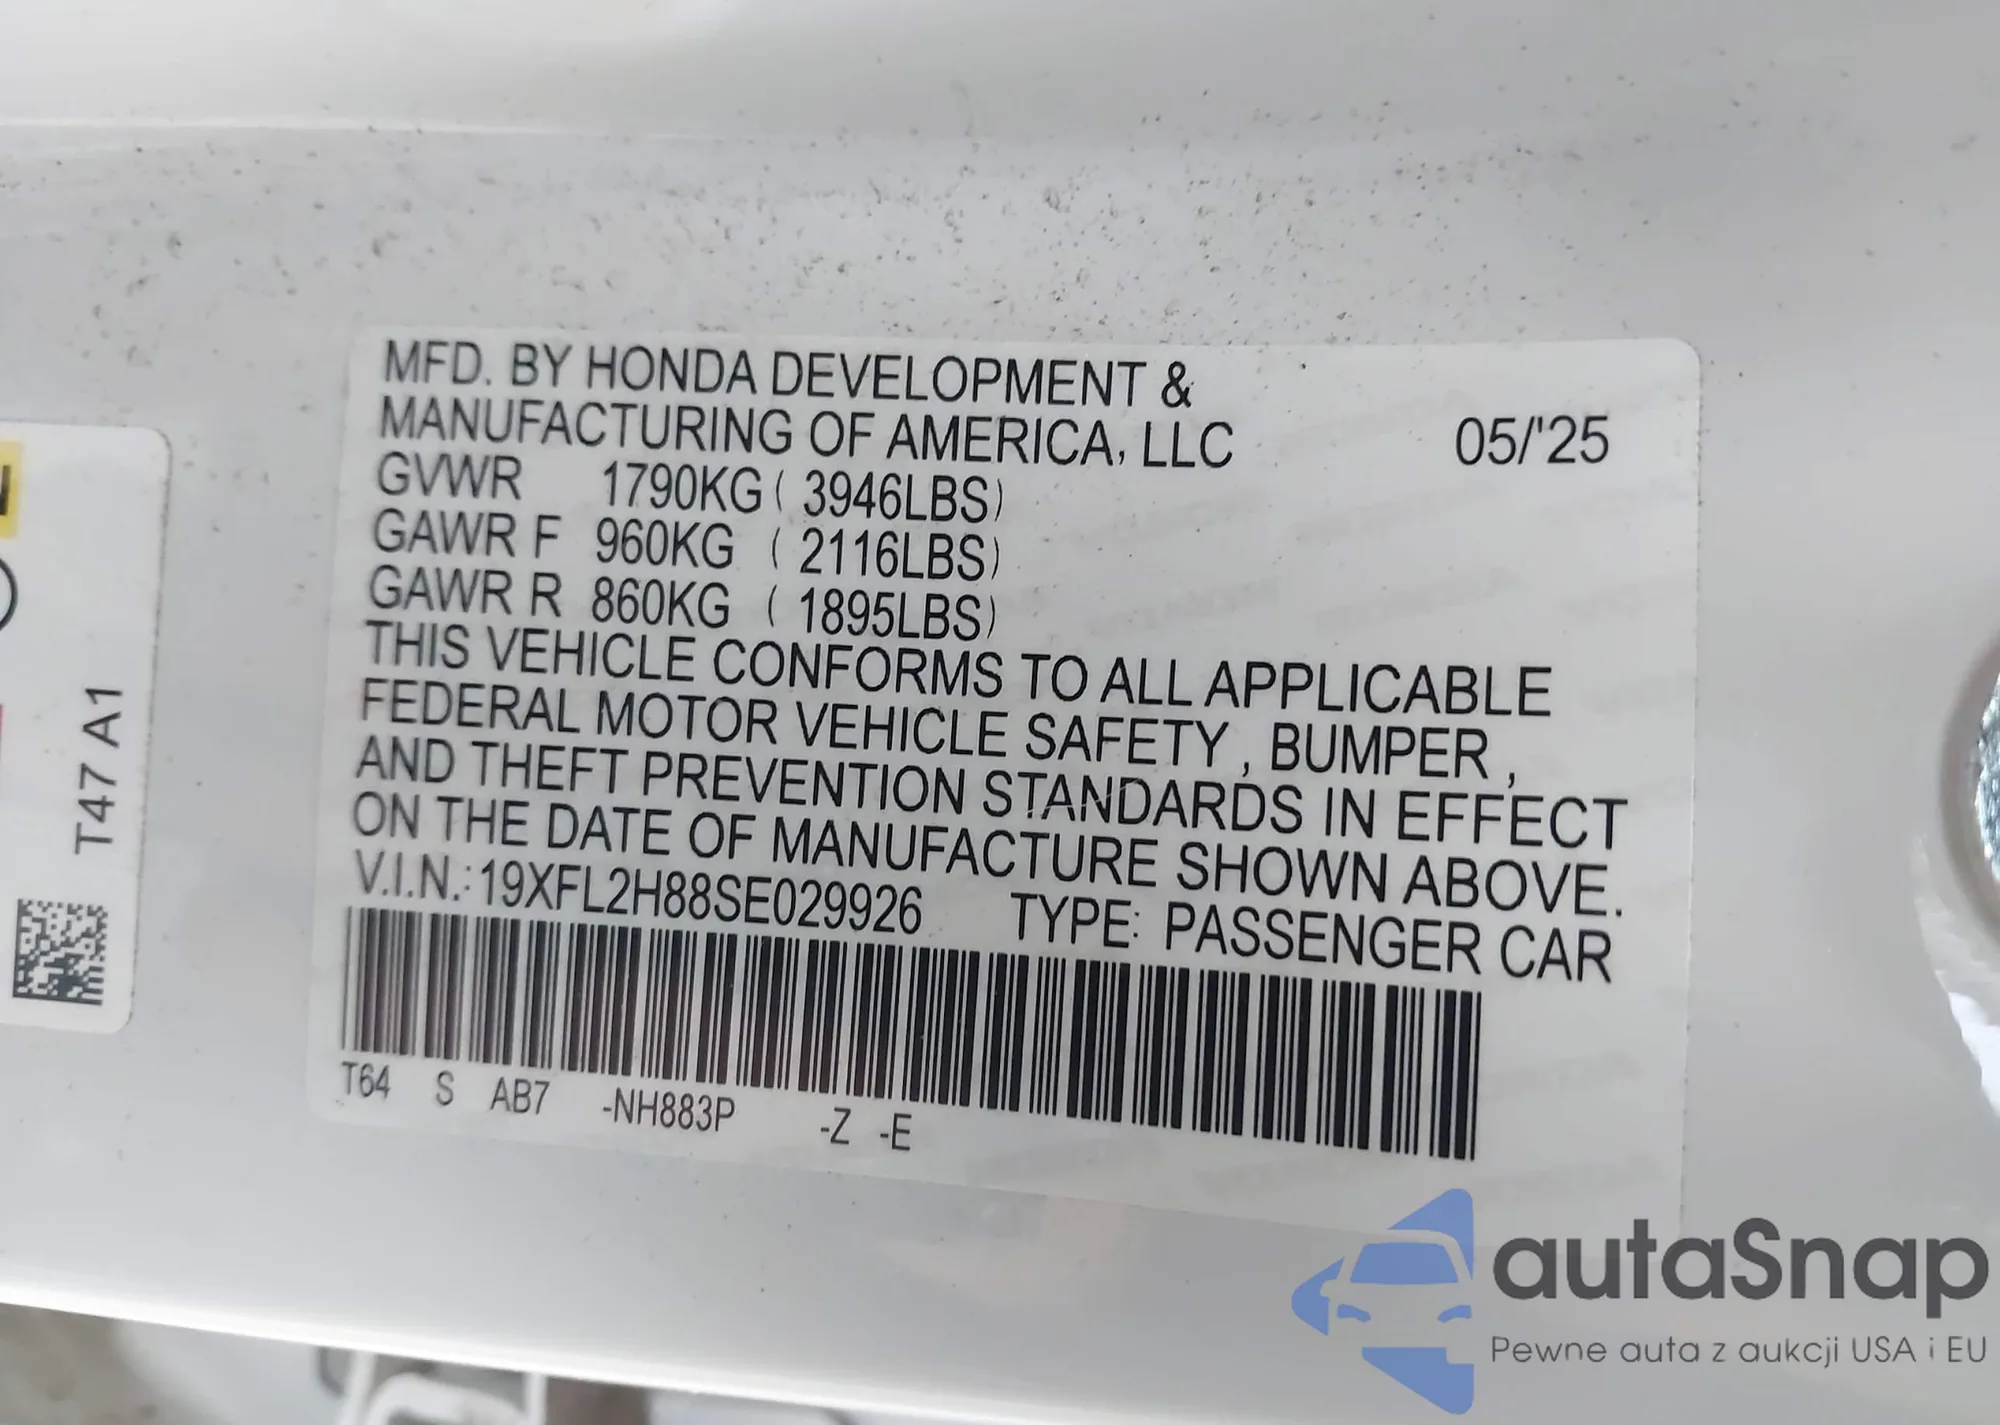 MFD. BY HONDA DEVELOPMENT &
MANUFACTURING OF AMERICA, LLC 05/'25
GVWR 1790KG ( 3946LBS)
GAWR F 960KG ( 2116LBS)
GAWR R 860KG ( 1895LBS)
THIS VEHICLE CONFORMS TO ALL APPLICABLE
FEDERAL MOTOR VEHICLE SAFETY , BUMPER ,
AND THEFT PREVENTION STANDARDS IN EFFECT
ON THE DATE OF MANUFACTURE SHOWN ABOVE.
V.I.N.: 19XFL2H88SE029926 TYPE: PASSENGER CAR
T64 S AB7 -NH883P -Z -E
T47 A1
autaSnap
Pewne auta z aukcji USA i EU